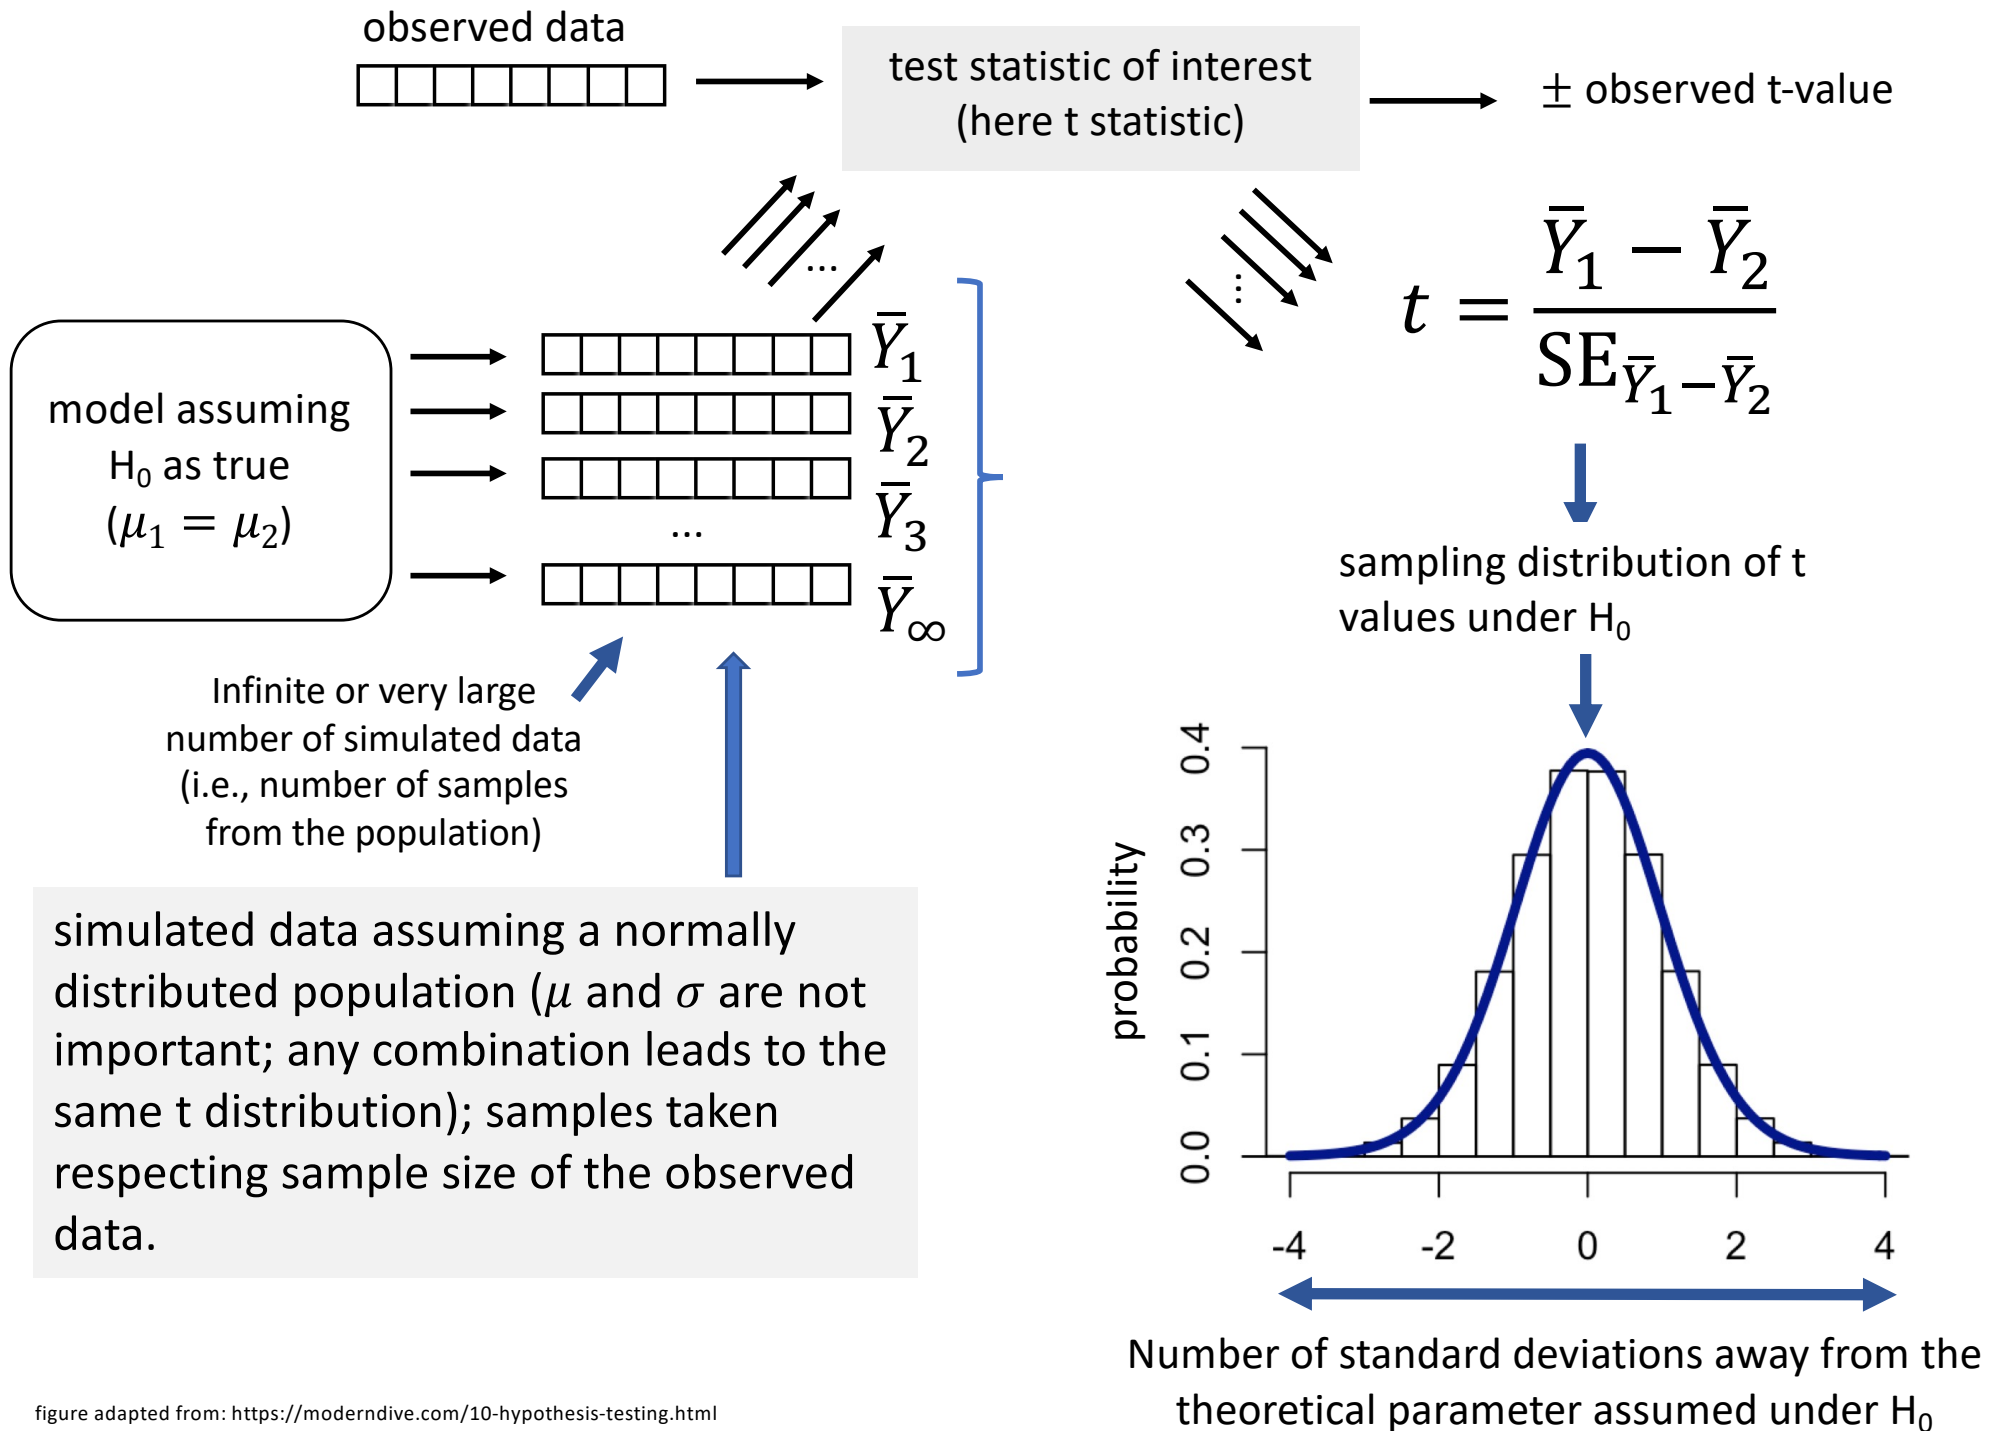 observed data
test statistic of interest
(here t statistic)
± observed t-value
...
...
t = Ȳ₁ − Ȳ₂ / SE Ȳ₁−Ȳ₂
model assuming
H₀ as true
(μ₁ = μ₂)
Ȳ₁
Ȳ₂
Ȳ₃
...
Ȳ∞
sampling distribution of t
values under H₀
Infinite or very large
number of simulated data
(i.e., number of samples
from the population)
simulated data assuming a normally
distributed population (μ and σ are not
important; any combination leads to the
same t distribution); samples taken
respecting sample size of the observed
data.
probability
0.4
0.3
0.2
0.1
0.0
-4 -2 0 2 4
Number of standard deviations away from the
theoretical parameter assumed under H₀
figure adapted from: https://moderndive.com/10-hypothesis-testing.html